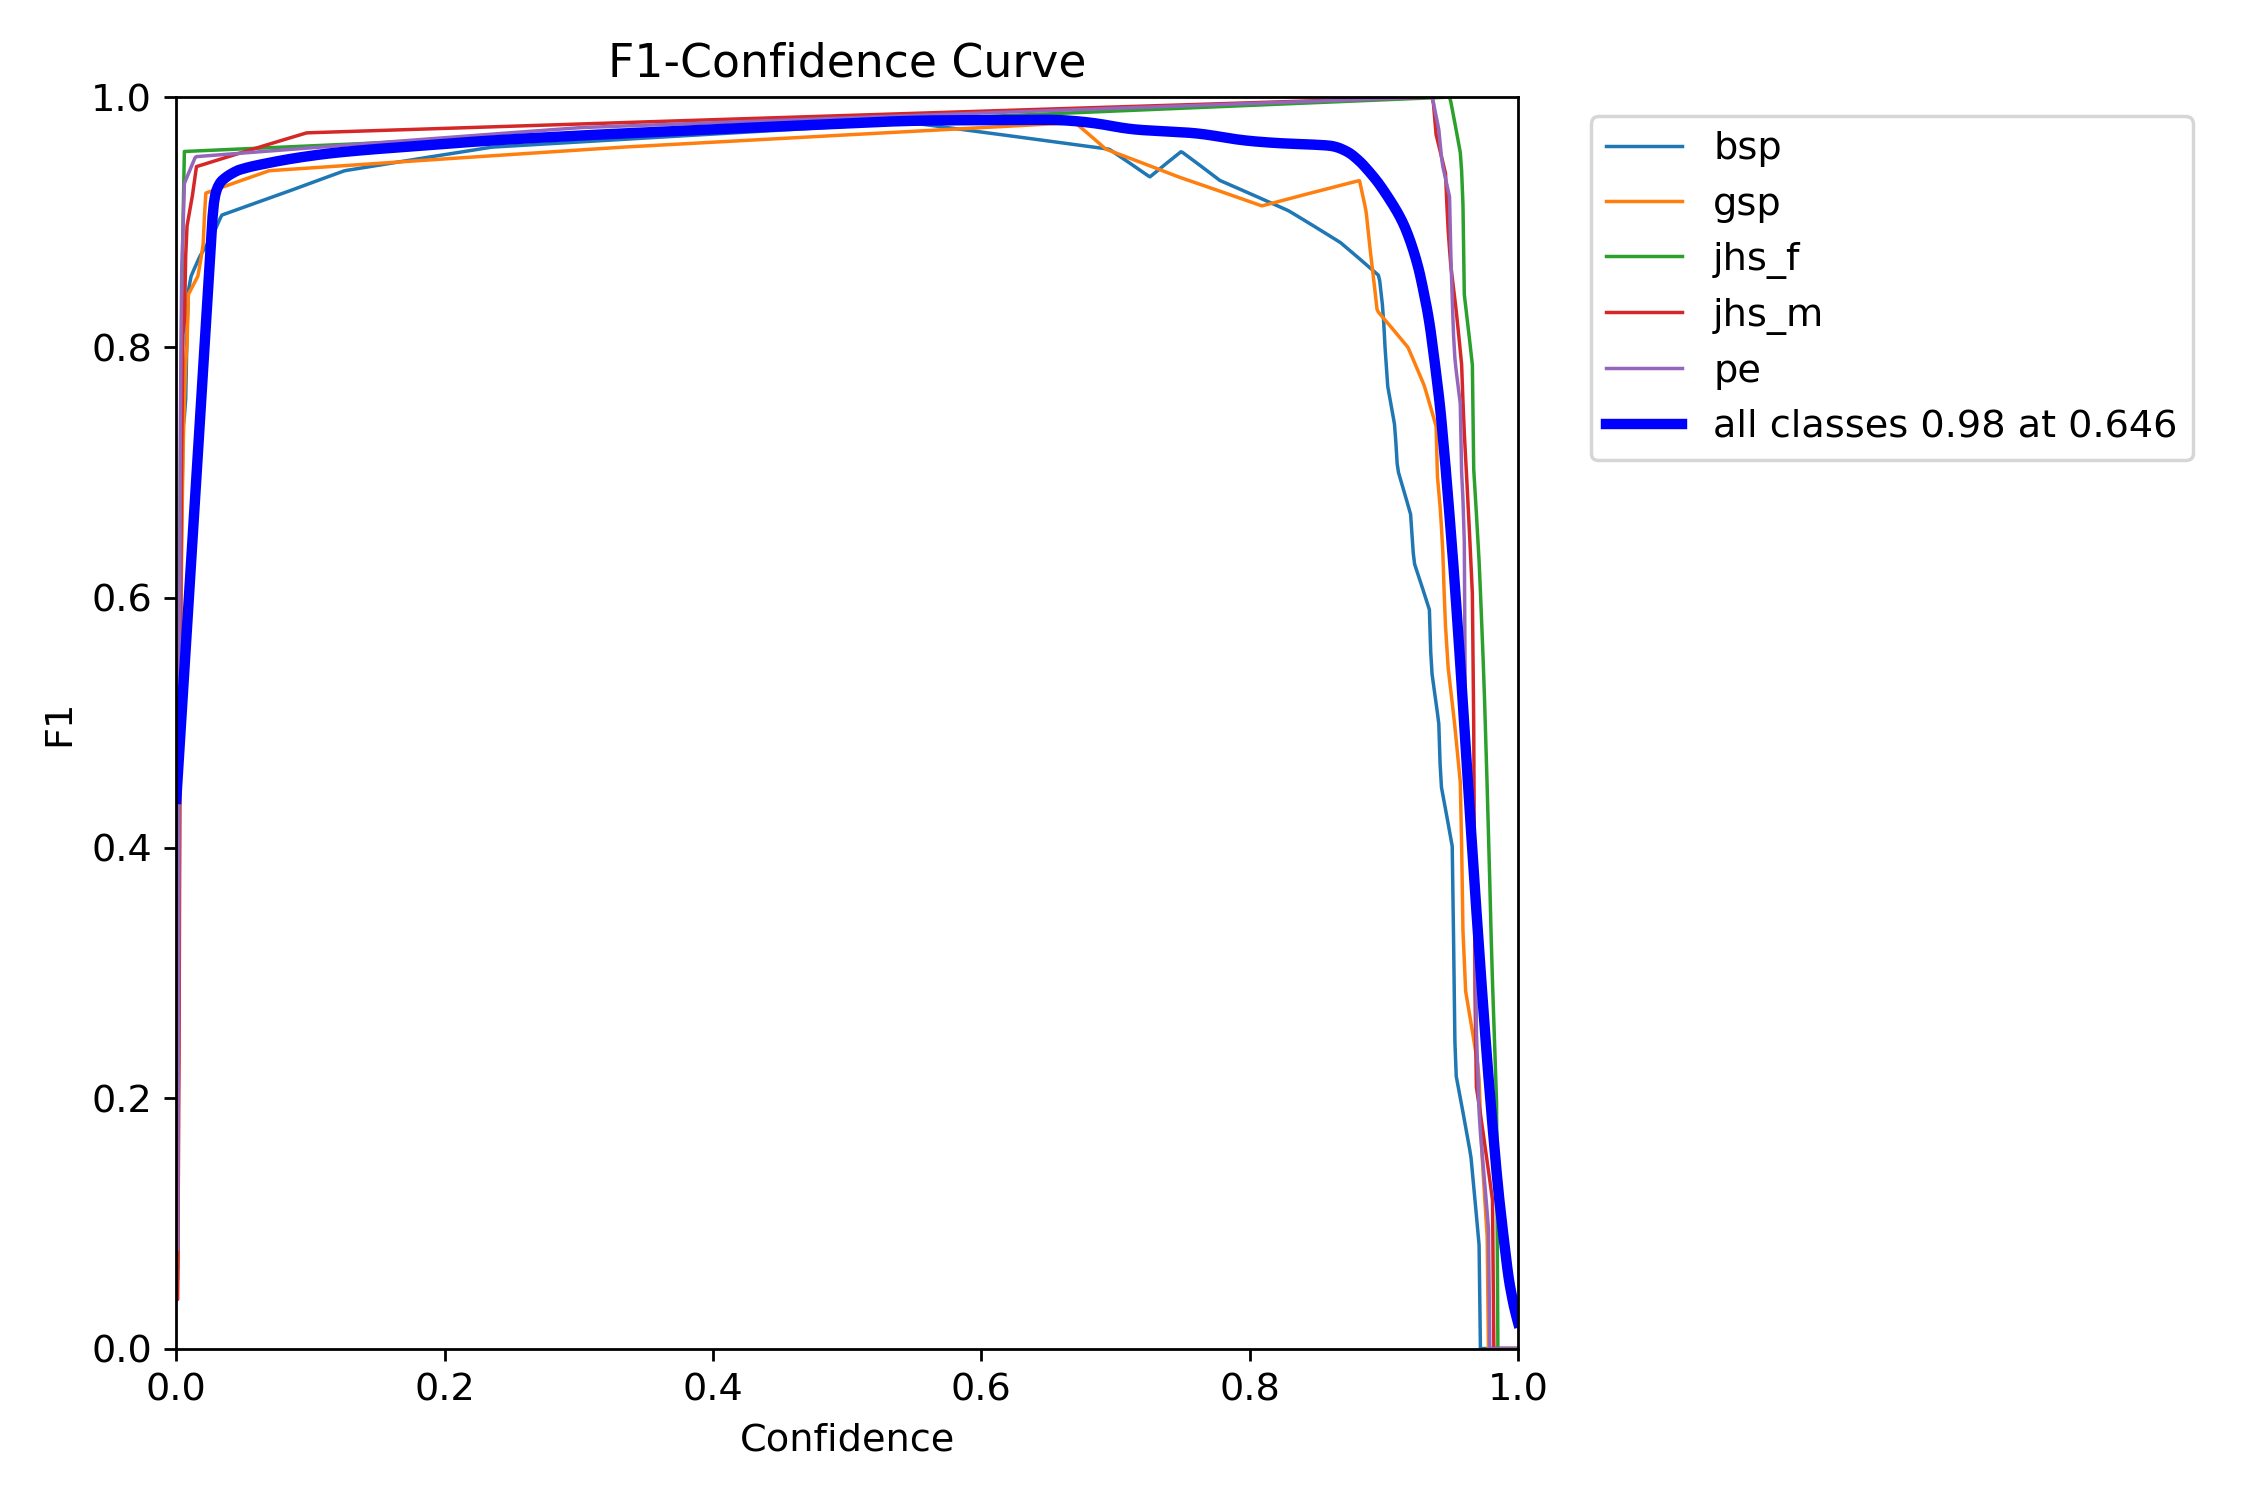 F1-Confidence Curve
1.0
0.8
0.6
0.4
0.2
0.0
F1
0.0 0.2 0.4 0.6 0.8 1.0
Confidence
bsp
gsp
jhs_f
jhs_m
pe
all classes 0.98 at 0.646